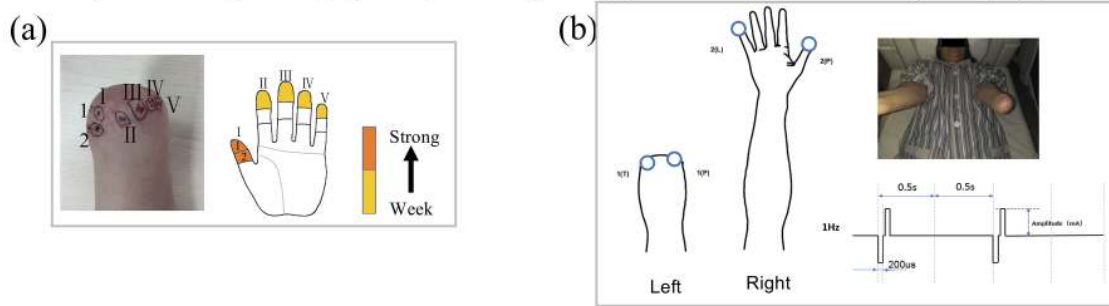 (a)
I
III
IV
V
1
2
II
I
II
III
IV
V
1
2
Strong
Week
(b)
2(L)
2(P)
1(T)
1(P)
Left
Right
0.5s
0.5s
1Hz
Amplitude (mA)
200us